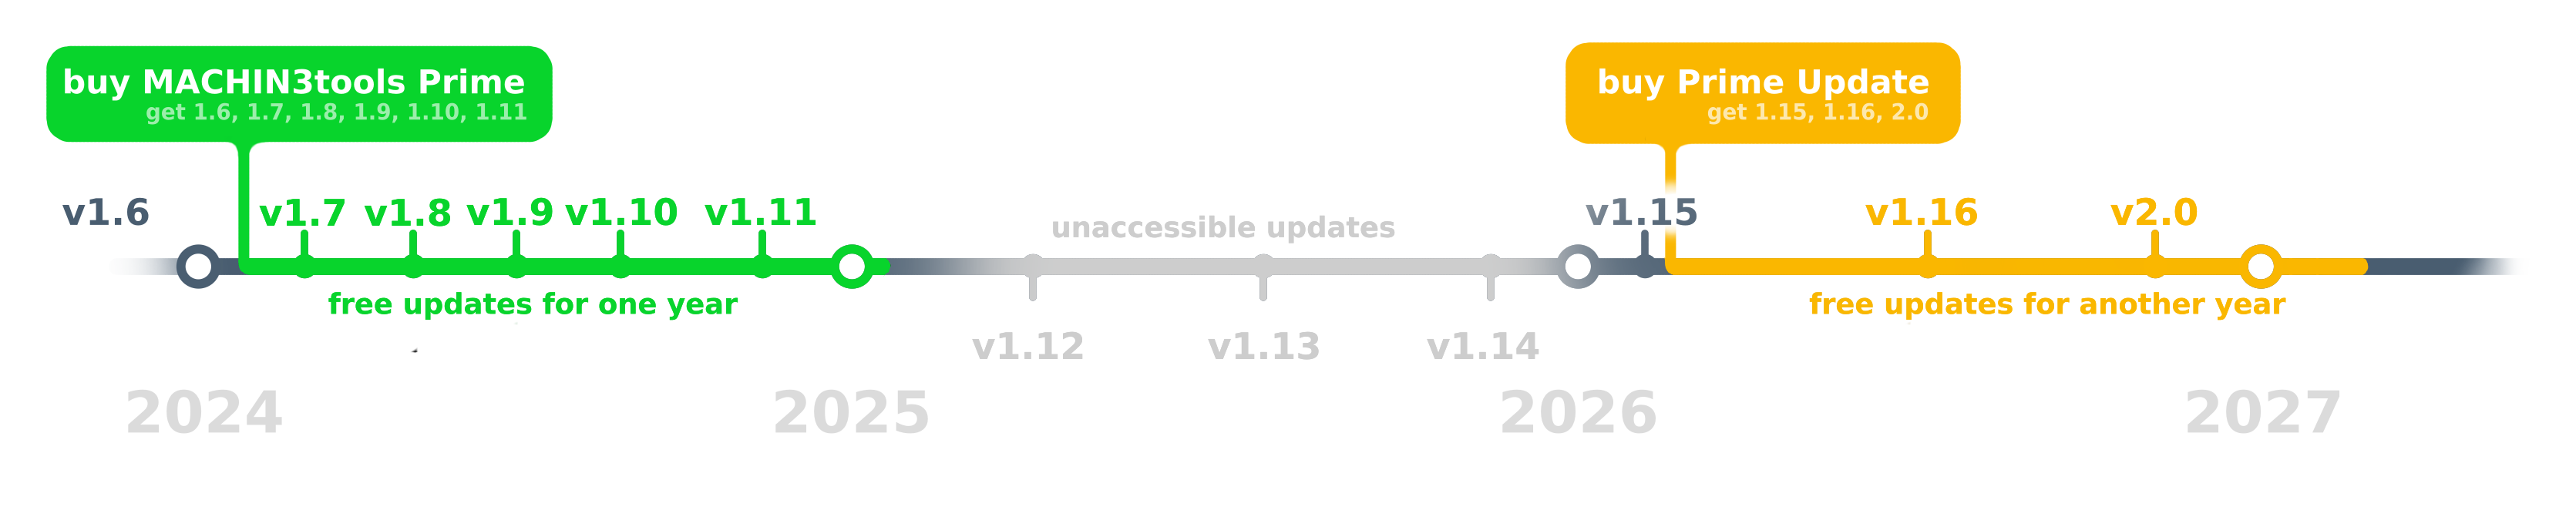 buy MACHIN3tools Prime
get 1.6, 1.7, 1.8, 1.9, 1.10, 1.11
buy Prime Update
get 1.15, 1.16, 2.0
v1.6 v1.7 v1.8 v1.9 v1.10 v1.11
unaccessible updates
v1.15 v1.16 v2.0
free updates for one year
free updates for another year
v1.12 v1.13 v1.14
2024 2025 2026 2027